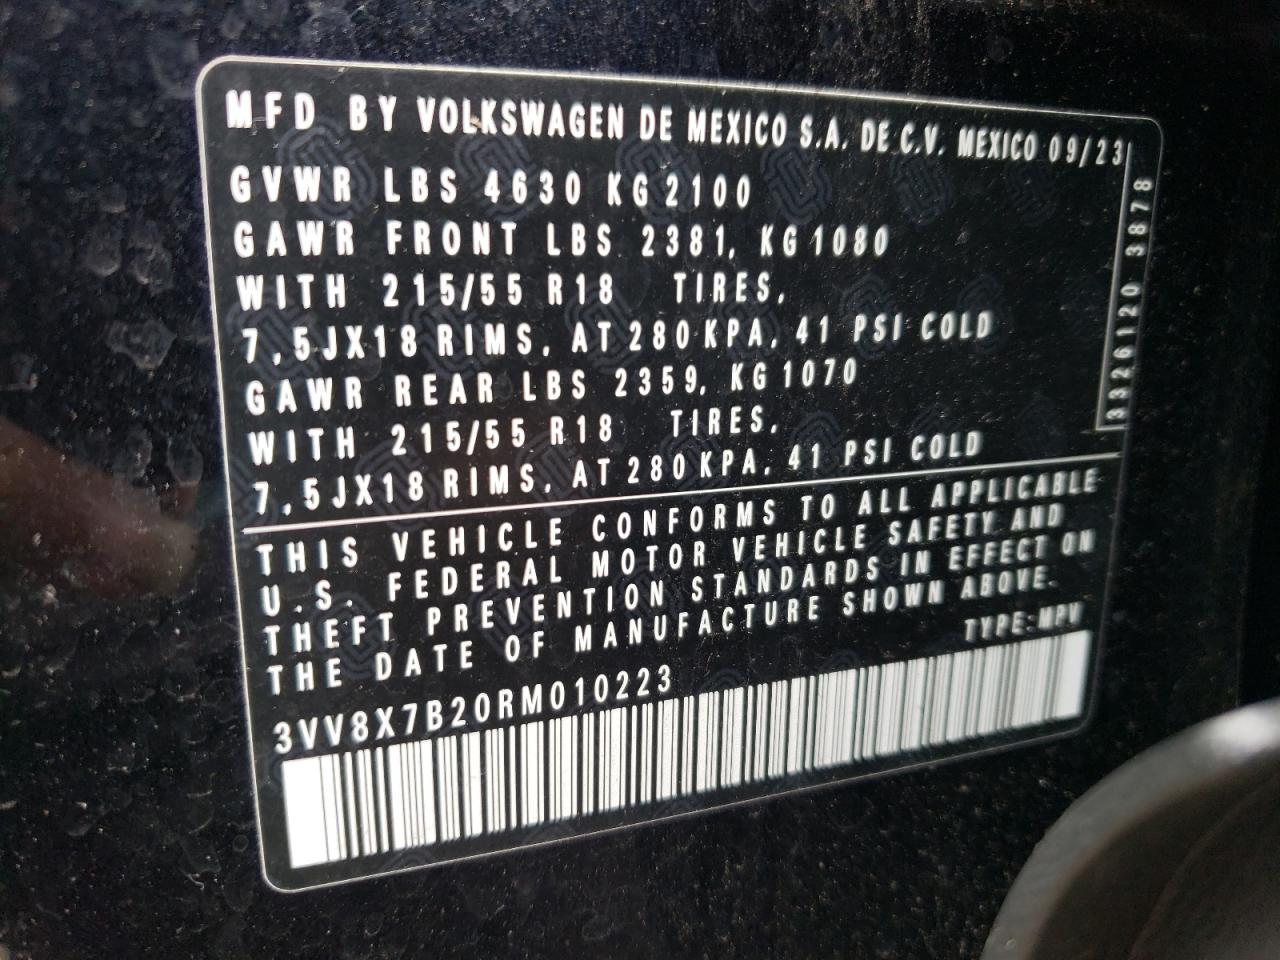 MFD BY VOLKSWAGEN DE MEXICO S.A. DE C.V. MEXICO 09/23
GVWR LBS 4630 KG 2100
GAWR FRONT LBS 2381, KG 1080
WITH 215/55 R18 TIRES,
7,5JX18 RIMS, AT 280 KPA, 41 PSI COLD
GAWR REAR LBS 2359, KG 1070
WITH 215/55 R18 TIRES,
7,5JX18 RIMS, AT 280 KPA, 41 PSI COLD
3326120 3878
THIS VEHICLE CONFORMS TO ALL APPLICABLE
U.S. FEDERAL MOTOR VEHICLE SAFETY AND
THEFT PREVENTION STANDARDS IN EFFECT ON
THE DATE OF MANUFACTURE SHOWN ABOVE.
TYPE:MPV
3VV8X7B20RM010223